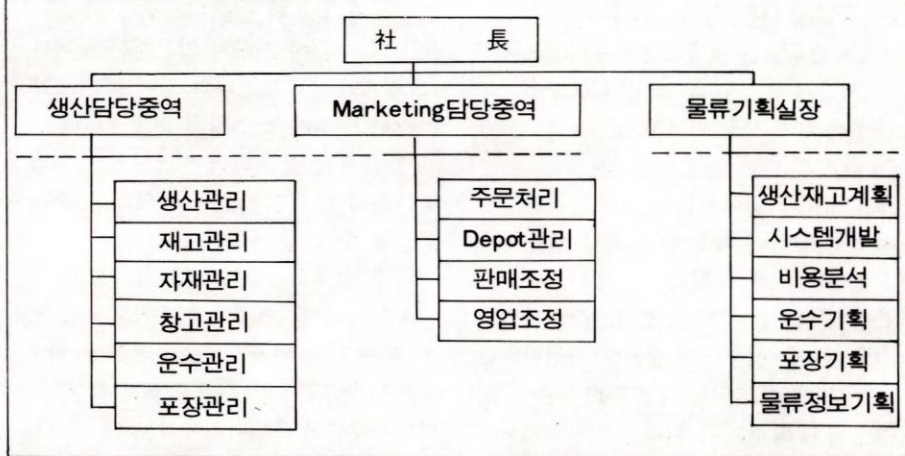 社 長
생산담당중역
Marketing담당중역
물류기획실장
생산관리
재고관리
자재관리
창고관리
운수관리
포장관리
주문처리
Depot관리
판매조정
영업조정
생산재고계획
시스템개발
비용분석
운수기획
포장기획
물류정보기획